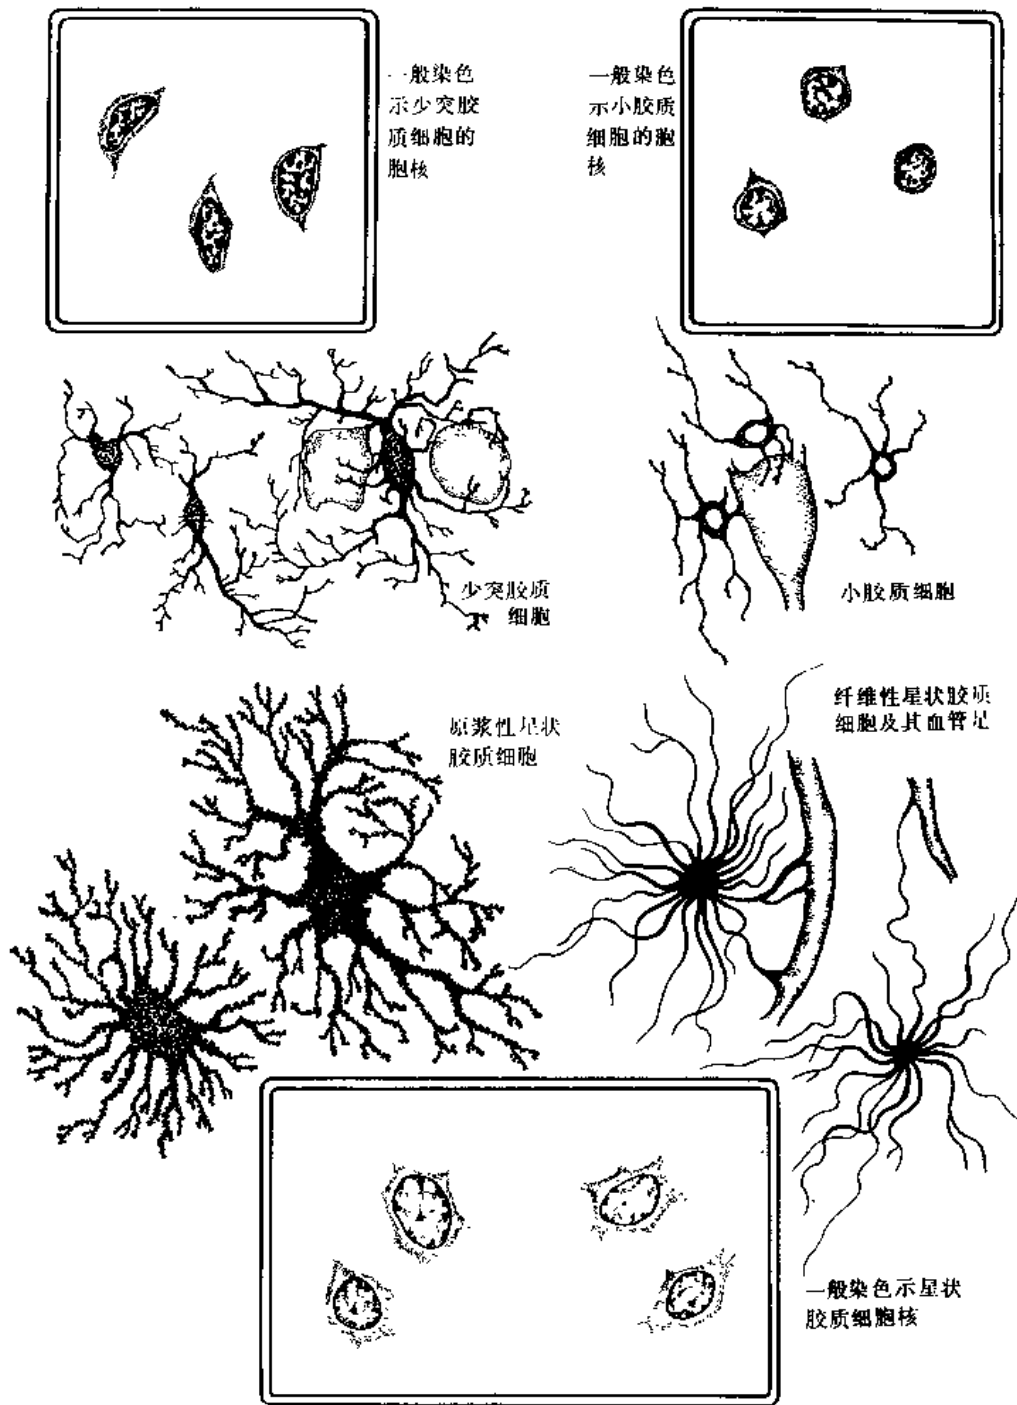 一般染色
示少突胶
质细胞的
胞核
一般染色
示小胶质
细胞的胞
核
少突胶质
细胞
小胶质细胞
原浆性星状
胶质细胞
纤维性星状胶质
细胞及其血管足
一般染色示星状
胶质细胞核